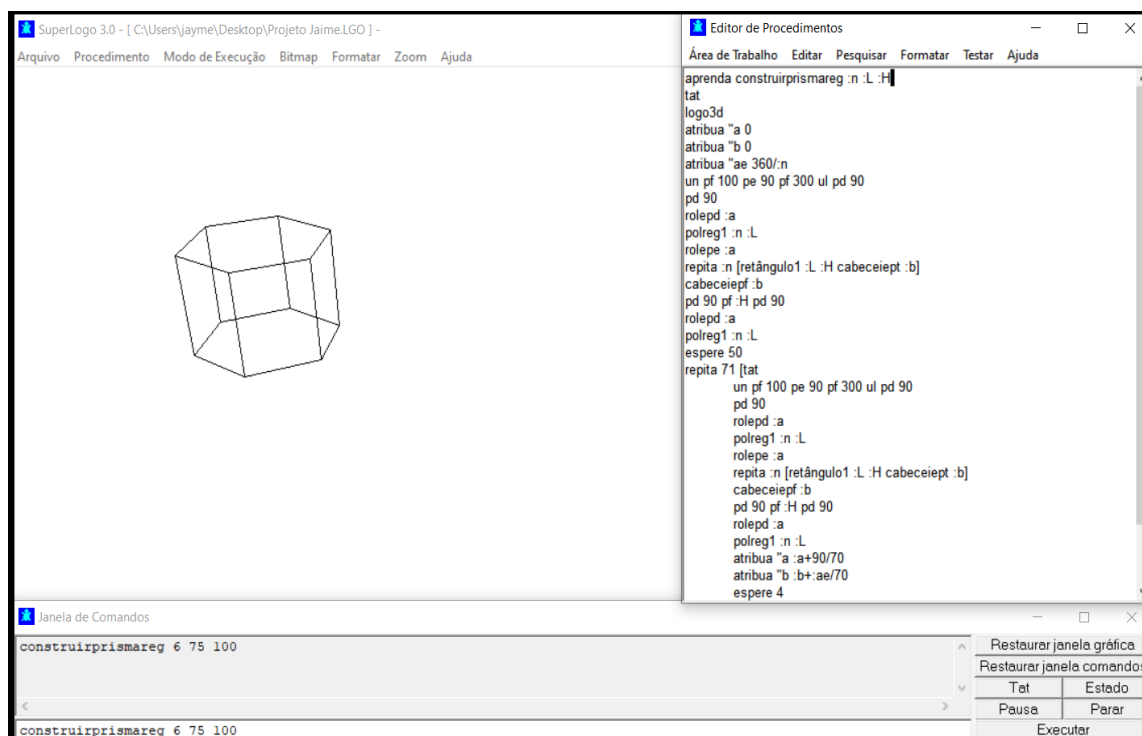 SuperLogo 3.0 - [ C:\Users\jayme\Desktop\Projeto Jaime.LGO ] -
Arquivo Procedimento Modo de Execução Bitmap Formatar Zoom Ajuda
Editor de Procedimentos
Área de Trabalho Editar Pesquisar Formatar Testar Ajuda
aprenda construirprismareg :n :L :H
tat
logo3d
atribua "a 0
atribua "b 0
atribua "ae 360/:n
un pf 100 pe 90 pf 300 ul pd 90
pd 90
rolepd :a
polreg1 :n :L
rolepe :a
repita :n [retângulo1 :L :H cabeceiept :b]
cabeceiepf :b
pd 90 pf :H pd 90
rolepd :a
polreg1 :n :L
espere 50
repita 71 [tat
un pf 100 pe 90 pf 300 ul pd 90
pd 90
rolepd :a
polreg1 :n :L
rolepe :a
repita :n [retângulo1 :L :H cabeceiept :b]
cabeceiepf :b
pd 90 pf :H pd 90
rolepd :a
polreg1 :n :L
atribua "a :a+90/70
atribua "b :b+:ae/70
espere 4
Janela de Comandos
construirprismareg 6 75 100
construirprismareg 6 75 100
Restaurar janela gráfica
Restaurar janela comandos
Tat Estado
Pausa Parar
Executar